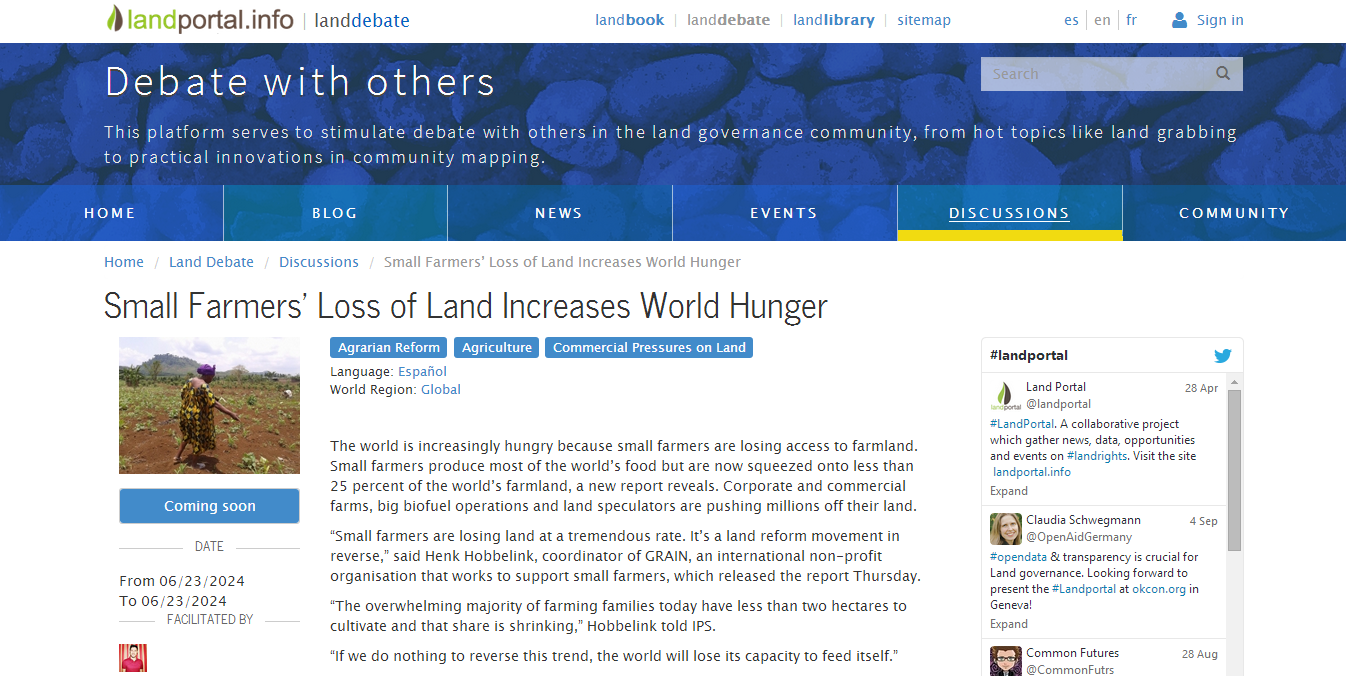 landportal.info | landdebate
landbook | landdebate | landlibrary | sitemap
es | en | fr
Sign in
Debate with others
Search
This platform serves to stimulate debate with others in the land governance community, from hot topics like land grabbing
to practical innovations in community mapping.
HOME
BLOG
NEWS
EVENTS
DISCUSSIONS
COMMUNITY
Home / Land Debate / Discussions / Small Farmers' Loss of Land Increases World Hunger
Small Farmers’ Loss of Land Increases World Hunger
Coming soon
DATE
From 06/23/2024
To 06/23/2024
FACILITATED BY
Agrarian Reform
Agriculture
Commercial Pressures on Land
Language: Español
World Region: Global
The world is increasingly hungry because small farmers are losing access to farmland.
Small farmers produce most of the world’s food but are now squeezed onto less than
25 percent of the world’s farmland, a new report reveals. Corporate and commercial
farms, big biofuel operations and land speculators are pushing millions off their land.
“Small farmers are losing land at a tremendous rate. It’s a land reform movement in
reverse,” said Henk Hobbelink, coordinator of GRAIN, an international non-profit
organisation that works to support small farmers, which released the report Thursday.
“The overwhelming majority of farming families today have less than two hectares to
cultivate and that share is shrinking,” Hobbelink told IPS.
“If we do nothing to reverse this trend, the world will lose its capacity to feed itself.”
#landportal
landportal
Land Portal
28 Apr
@landportal
#LandPortal. A collaborative project
which gather news, data, opportunities
and events on #landrights. Visit the site
landportal.info
Expand
Claudia Schwegmann
4 Sep
@OpenAidGermany
#opendata & transparency is crucial for
Land governance. Looking forward to
present the #Landportal at okcon.org in
Geneva!
Expand
Common Futures
28 Aug
@CommonFutrs